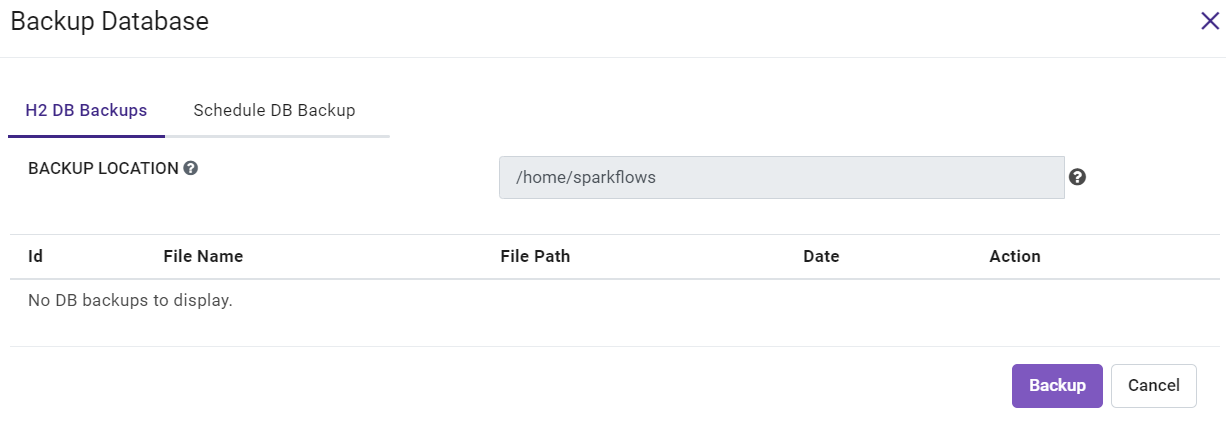 Backup Database
H2 DB Backups Schedule DB Backup
BACKUP LOCATION
/home/sparkflows
Id File Name File Path Date Action
No DB backups to display.
Backup Cancel